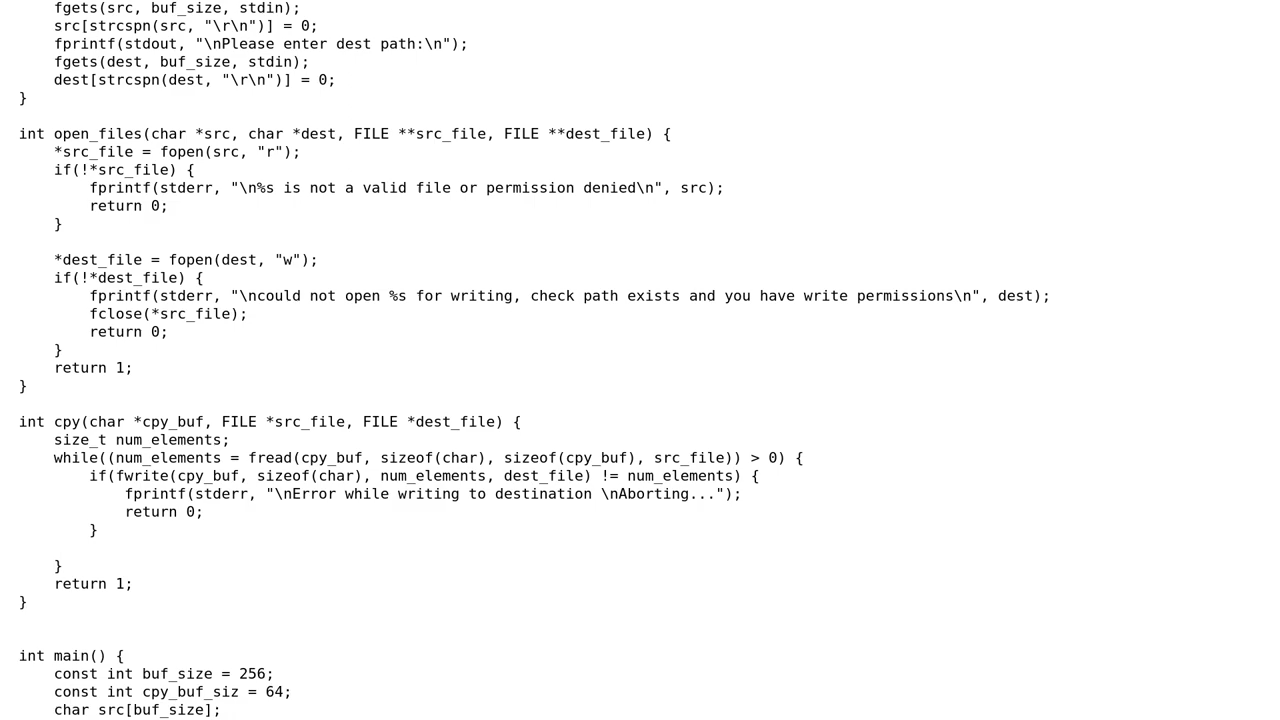 fgets(src, buf_size, stdin);
src[strcspn(src, "\r\n")] = 0;
fprintf(stdout, "\nPlease enter dest path:\n");
fgets(dest, buf_size, stdin);
dest[strcspn(dest, "\r\n")] = 0;
}
int open_files(char *src, char *dest, FILE **src_file, FILE **dest_file) {
*src_file = fopen(src, "r");
if(!*src_file) {
fprintf(stderr, "\n%s is not a valid file or permission denied\n", src);
return 0;
}
*dest_file = fopen(dest, "w");
if(!*dest_file) {
fprintf(stderr, "\ncould not open %s for writing, check path exists and you have write permissions\n", dest);
fclose(*src_file);
return 0;
}
return 1;
}
int cpy(char *cpy_buf, FILE *src_file, FILE *dest_file) {
size_t num_elements;
while((num_elements = fread(cpy_buf, sizeof(char), sizeof(cpy_buf), src_file)) > 0) {
if(fwrite(cpy_buf, sizeof(char), num_elements, dest_file) != num_elements) {
fprintf(stderr, "\nError while writing to destination \nAborting...");
return 0;
}
}
return 1;
}
int main() {
const int buf_size = 256;
const int cpy_buf_siz = 64;
char src[buf_size];